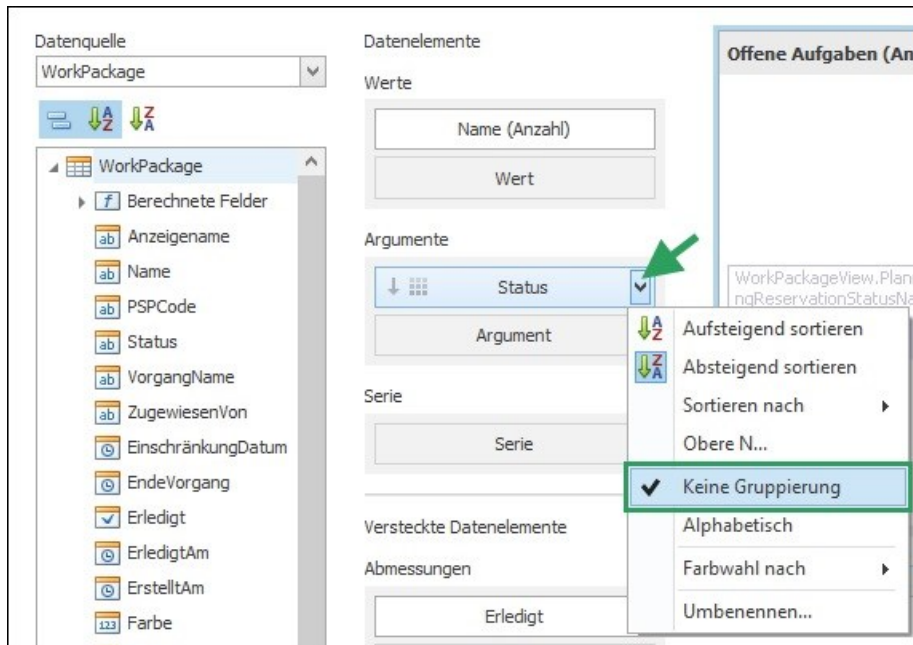 Datenquelle
WorkPackage
WorkPackage
Berechnete Felder
Anzeigename
Name
PSPCode
Status
VorgangName
ZugewiesenVon
EinschränkungDatum
EndeVorgang
Erledigt
ErledigtAm
ErstelltAm
Farbe
Datenelemente
Werte
Name (Anzahl)
Wert
Argumente
Status
Argument
Serie
Serie
Versteckte Datenelemente
Abmessungen
Erledigt
Offene Aufgaben (An
WorkPackageView.Plan
ngReservationStatusNa
Aufsteigend sortieren
Absteigend sortieren
Sortieren nach
Obere N...
Keine Gruppierung
Alphabetisch
Farbwahl nach
Umbenennen...